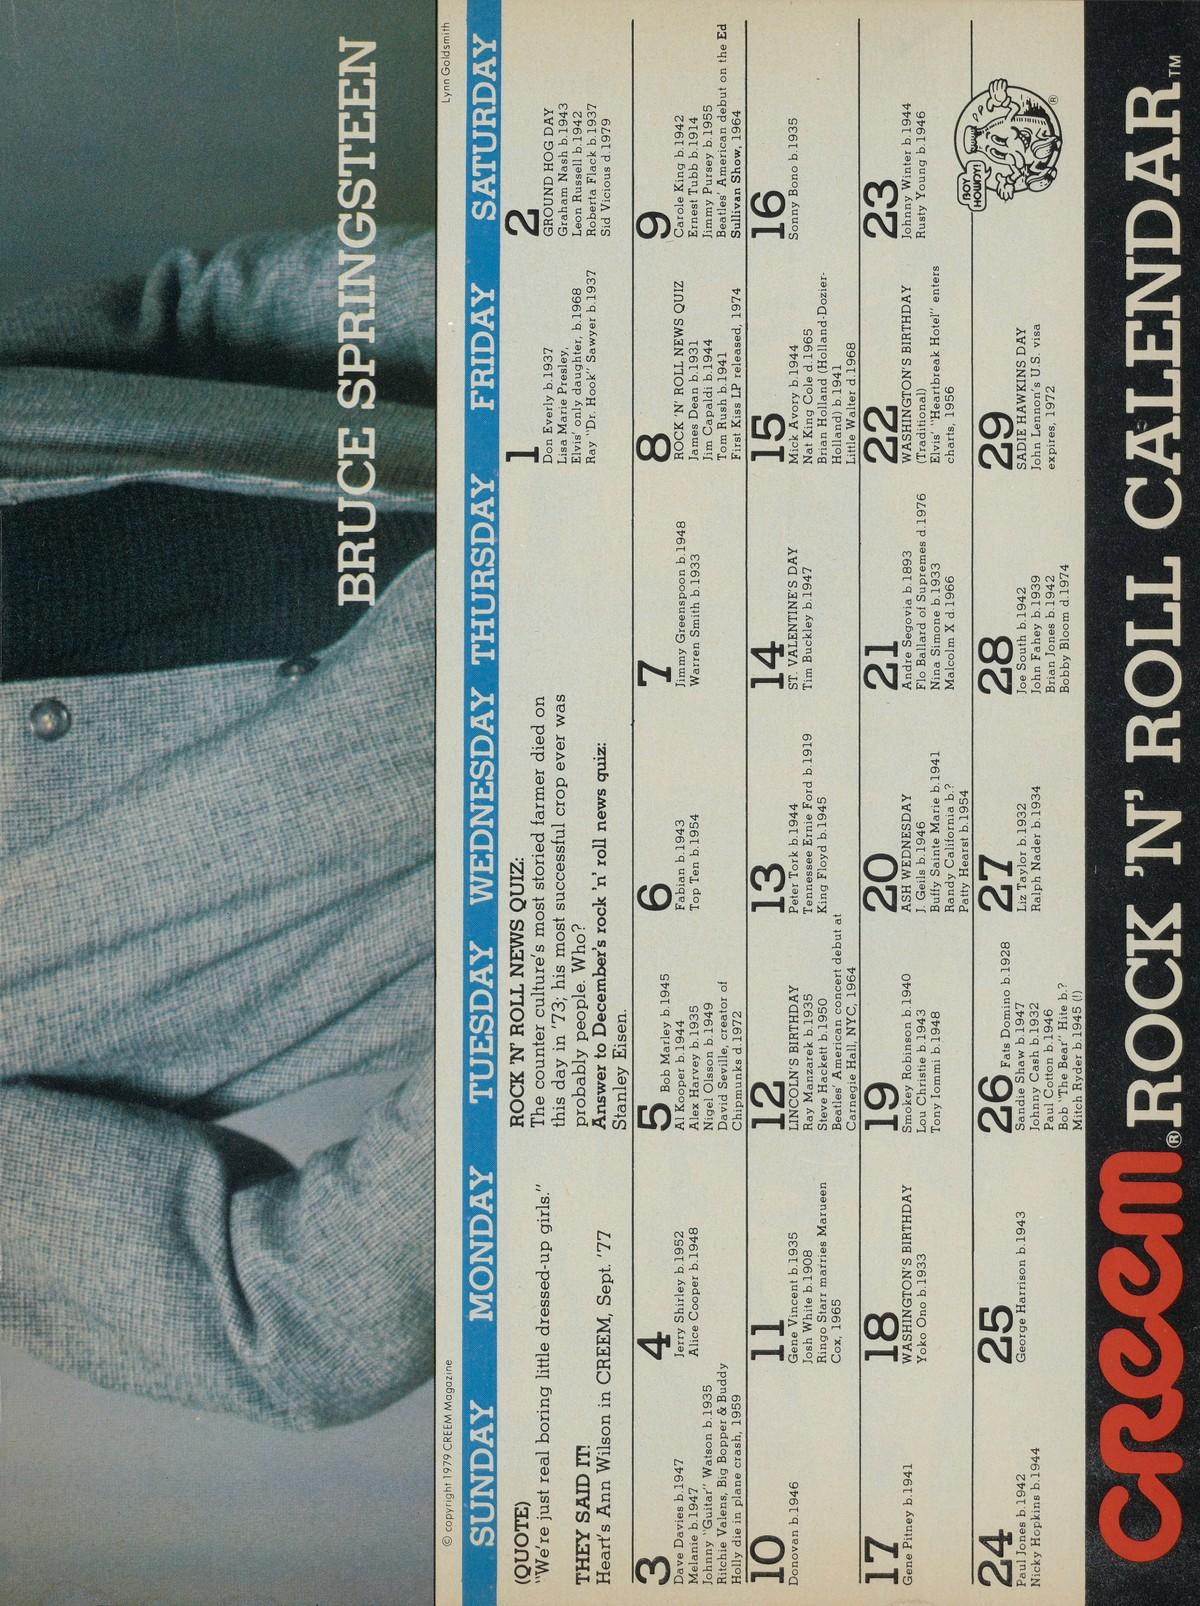 BRUCE SPRINGSTEEN
© copyright 1979 CREEM Magazine
Lynn Goldsmith
SUNDAY MONDAY TUESDAY WEDNESDAY THURSDAY FRIDAY SATURDAY
(QUOTE)
"We're just real boring little dressed-up girls."
THEY SAID IT!
Heart's Ann Wilson in CREEM, Sept. '77
ROCK 'N' ROLL NEWS QUIZ:
The counter culture's most storied farmer died on
this day in '73; his most successful crop ever was
probably people. Who?
Answer to December's rock 'n' roll news quiz:
Stanley Eisen.
1
Don Everly b.1937
Lisa Marie Presley,
Elvis' only daughter, b.1968
Ray "Dr. Hook" Sawyer b.1937
2
GROUND HOG DAY
Graham Nash b.1943
Leon Russell b.1942
Roberta Flack b.1937
Sid Vicious d.1979
3
Dave Davies b.1947
Melanie b.1947
Johnny "Guitar" Watson b.1935
Ritchie Valens, Big Bopper & Buddy
Holly die in plane crash, 1959
4
Jerry Shirley b.1952
Alice Cooper b.1948
5 Bob Marley b.1945
Al Kooper b.1944
Alex Harvey b.1935
Nigel Olsson b.1949
David Seville, creator of
Chipmunks d.1972
6
Fabian b.1943
Top Ten b.1954
7
Jimmy Greenspoon b.1948
Warren Smith b.1933
8
ROCK 'N' ROLL NEWS QUIZ
James Dean b.1931
Jim Capaldi b.1944
Tom Rush b.1941
First Kiss LP released, 1974
9
Carole King b.1942
Ernest Tubb b.1914
Jimmy Pursey b.1955
Beatles' American debut on the Ed
Sullivan Show, 1964
10
Donovan b.1946
11
Gene Vincent b.1935
Josh White b.1908
Ringo Starr marries Marueen
Cox, 1965
12
LINCOLN'S BIRTHDAY
Ray Manzarek b.1935
Steve Hackett b.1950
Beatles' American concert debut at
Carnegie Hall, NYC, 1964
13
Peter Tork b.1944
Tennessee Ernie Ford b.1919
King Floyd b.1945
14
ST. VALENTINE'S DAY
Tim Buckley b.1947
15
Mick Avory b.1944
Nat King Cole d.1965
Brian Holland (Holland-Dozier-
Holland) b.1941
Little Walter d.1968
16
Sonny Bono b.1935
17
Gene Pitney b.1941
18
WASHINGTON'S BIRTHDAY
Yoko Ono b.1933
19
Smokey Robinson b.1940
Lou Christie b.1943
Tony Iommi b.1948
20
ASH WEDNESDAY
J. Geils b.1946
Buffy Sainte Marie b.1941
Randy California b.?
Patty Hearst b.1954
21
Andre Segovia b.1893
Flo Ballard of Supremes d.1976
Nina Simone b.1933
Malcolm X d.1966
22
WASHINGTON'S BIRTHDAY
(Traditional)
Elvis' "Heartbreak Hotel" enters
charts, 1956
23
Johnny Winter b.1944
Rusty Young b.1946
24
Paul Jones b.1942
Nicky Hopkins b.1944
25
George Harrison b.1943
26 Fats Domino b.1928
Sandie Shaw b.1947
Johnny Cash b.1932
Paul Cotton b.1946
Bob "The Bear" Hite b.?
Mitch Ryder b.1945 (!)
27
Liz Taylor b.1932
Ralph Nader b.1934
28
Joe South b.1942
John Fahey b.1939
Brian Jones b.1942
Bobby Bloom d.1974
29
SADIE HAWKINS DAY
John Lennon's U.S. visa
expires, 1972
BOY
HOWDY!
®
CREEM® ROCK 'N' ROLL CALENDAR™